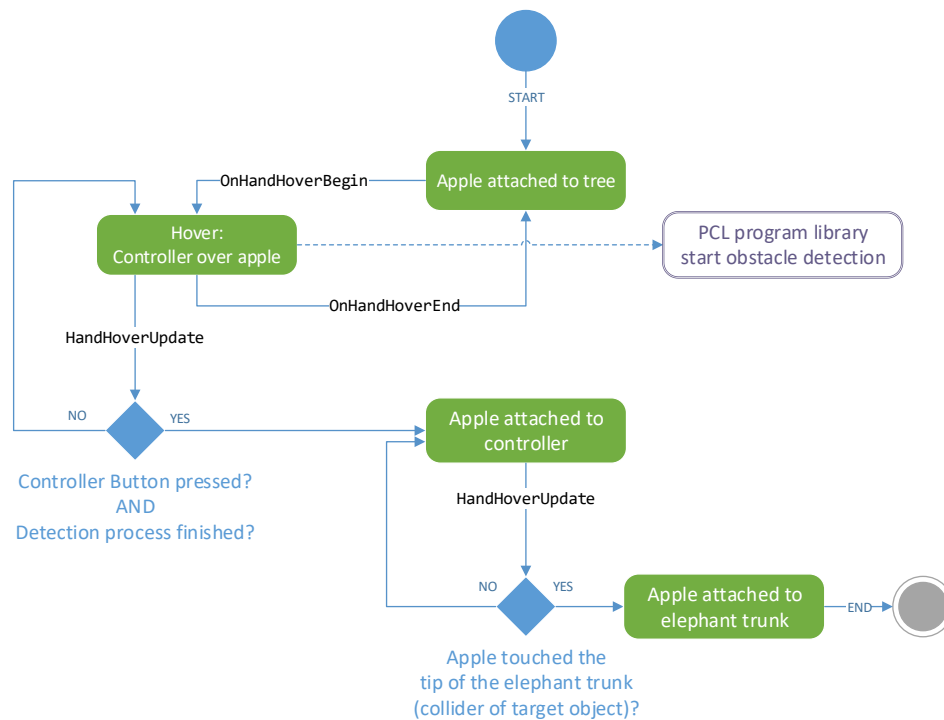 START
Apple attached to tree
OnHandHoverBegin
Hover:
Controller over apple
PCL program library
start obstacle detection
OnHandHoverEnd
HandHoverUpdate
NO
YES
Controller Button pressed?
AND
Detection process finished?
Apple attached to
controller
HandHoverUpdate
NO
YES
Apple attached to
elephant trunk
END
Apple touched the
tip of the elephant trunk
(collider of target object)?